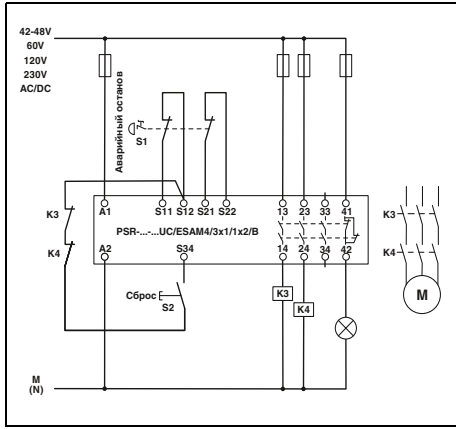 42-48V
60V
120V
230V
AC/DC
Аварийный останов
S1
K3
K4
A1
S11 S12 S21 S22
13 23 33 41
PSR-...-...UC/ESAM4/3x1/1x2/B
A2
S34
14 24 34 42
Сброс
S2
K3
K4
K3
K4
M
M
(N)